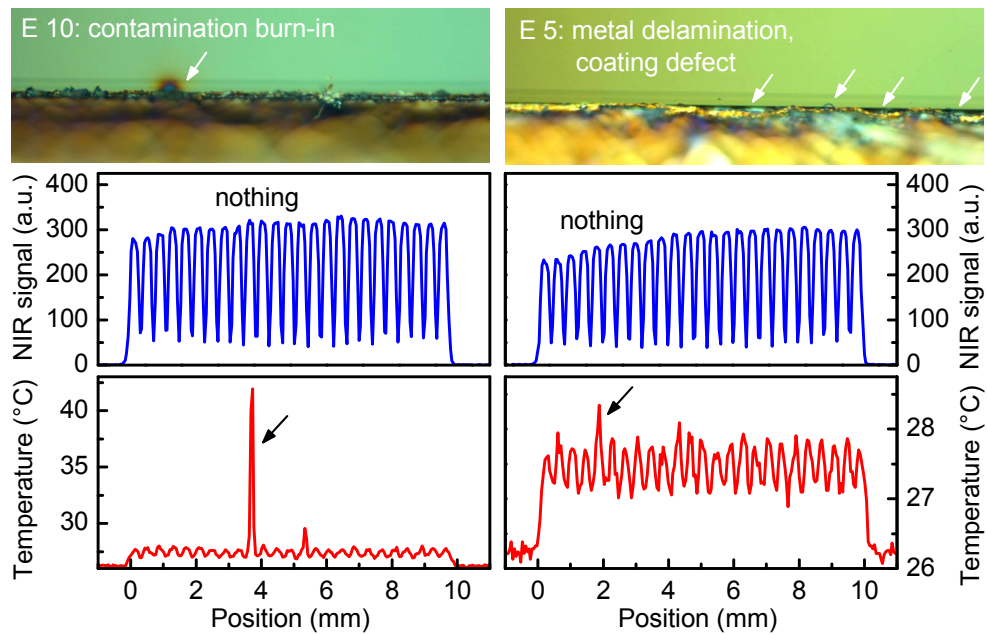 E 10: contamination burn-in
E 5: metal delamination,
coating defect
NIR signal (a.u.)
400
300
200
100
0
nothing
nothing
400
300
200
100
0
NIR signal (a.u.)
Temperature (°C)
40
35
30
0
2
4
6
8
10
Position (mm)
28
27
26
0
2
4
6
8
10
Position (mm)
Temperature (°C)